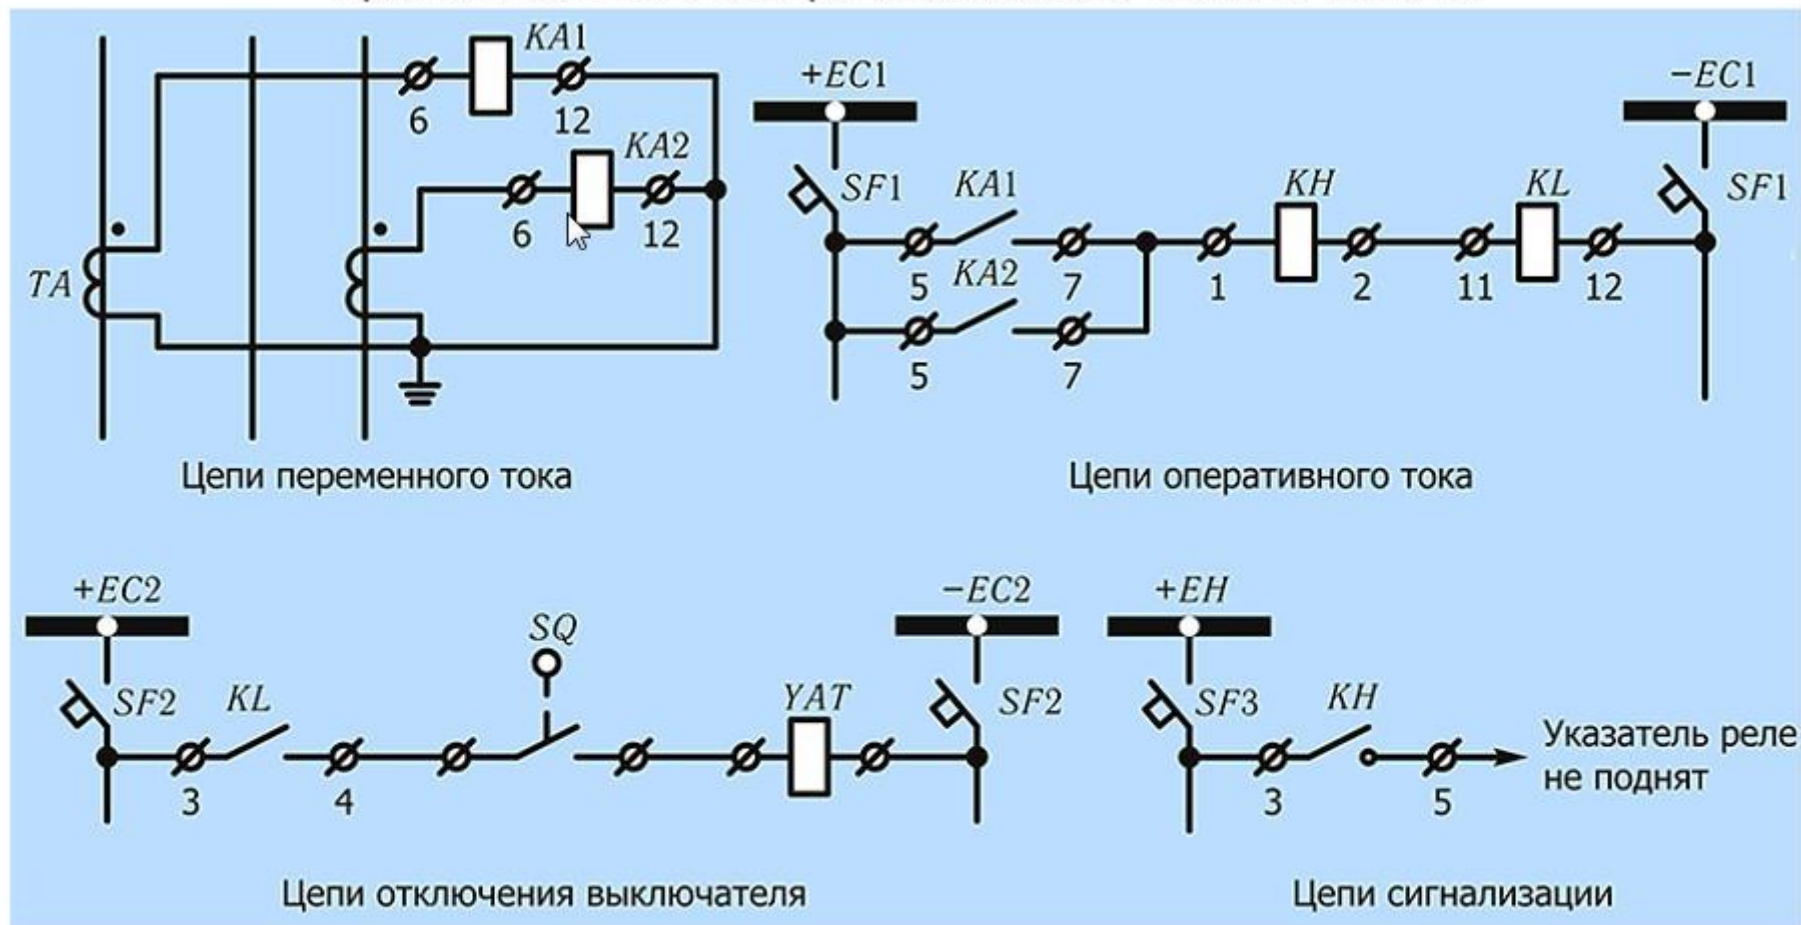 KA1
6
12
KA2
6
12
TA
Цепи переменного тока
+EC1
−EC1
SF1
KA1
KH
KL
SF1
5
KA2
7
1
2
11
12
5
7
Цепи оперативного тока
+EC2
SQ
−EC2
SF2
KL
YAT
SF2
3
4
Цепи отключения выключателя
+EH
SF3
KH
Указатель реле
не поднят
3
5
Цепи сигнализации